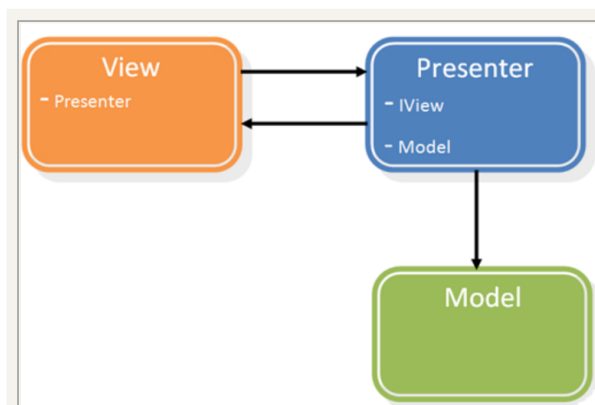 View
- Presenter
Presenter
- IView
- Model
Model